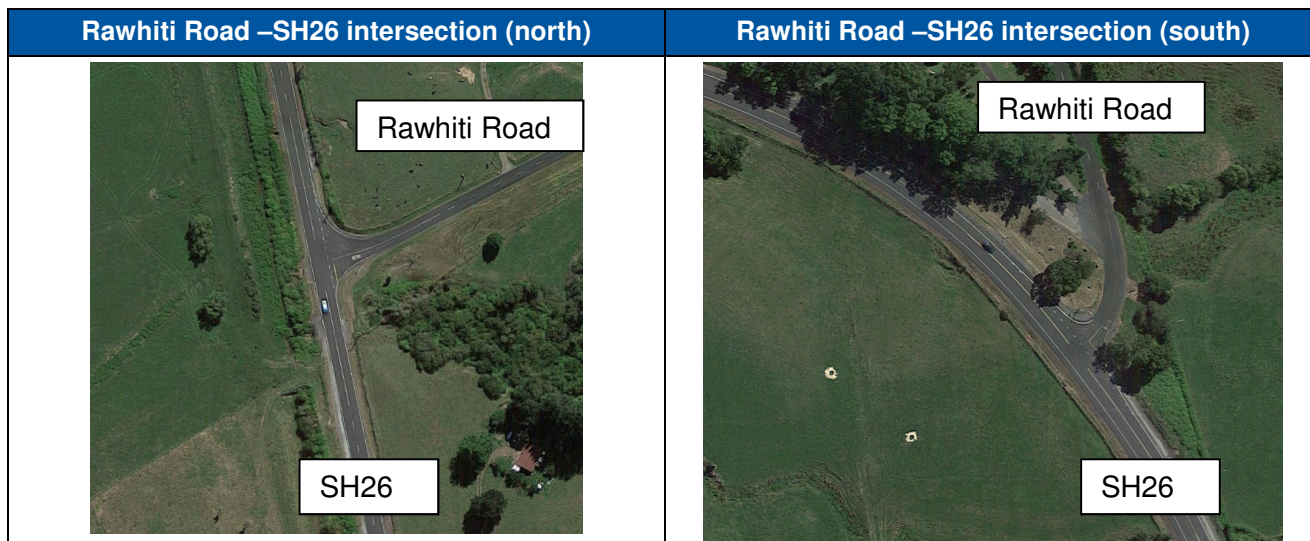 Rawhiti Road –SH26 intersection (north)
Rawhiti Road –SH26 intersection (south)
Rawhiti Road
SH26
Rawhiti Road
SH26